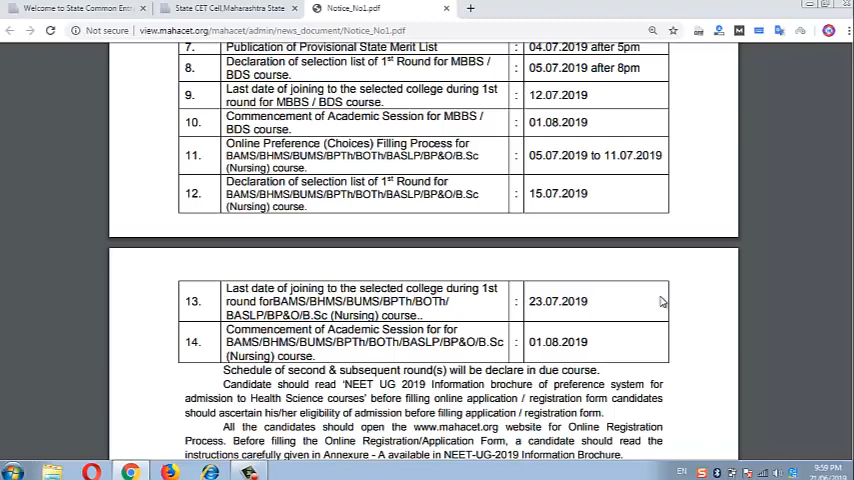 Welcome to State Common Entr
State CET Cell,Maharashtra State
Notice_No1.pdf
Not secure | view.mahacet.org/mahacet/admin/news_document/Notice_No1.pdf
7. Publication of Provisional State Merit List : 04.07.2019 after 5pm
8. Declaration of selection list of 1st Round for MBBS / : 05.07.2019 after 8pm
BDS course.
9. Last date of joining to the selected college during 1st : 12.07.2019
round for MBBS / BDS course.
10. Commencement of Academic Session for MBBS / : 01.08.2019
BDS course.
11. Online Preference (Choices) Filling Process for
BAMS/BHMS/BUMS/BPTh/BOTh/BASLP/BP&O/B.Sc : 05.07.2019 to 11.07.2019
(Nursing) course.
12. Declaration of selection list of 1st Round for
BAMS/BHMS/BUMS/BPTh/BOTh/BASLP/BP&O/B.Sc : 15.07.2019
(Nursing) course.
13. Last date of joining to the selected college during 1st
round forBAMS/BHMS/BUMS/BPTh/BOTh/ : 23.07.2019
BASLP/BP&O/B.Sc (Nursing) course..
14. Commencement of Academic Session for for
BAMS/BHMS/BUMS/BPTh/BOTh/BASLP/BP&O/B.Sc : 01.08.2019
(Nursing) course.
Schedule of second & subsequent round(s) will be declare in due course.
Candidate should read ‘NEET UG 2019 Information brochure of preference system for
admission to Health Science courses’ before filling online application / registration form candidates
should ascertain his/her eligibility of admission before filling application / registration form.
All the candidates should open the www.mahacet.org website for Online Registration
Process. Before filling the Online Registration/Application Form, a candidate should read the
instructions carefully given in Annexure - A available in NEET-UG-2019 Information Brochure.
EN
9:59 PM
21/06/2019